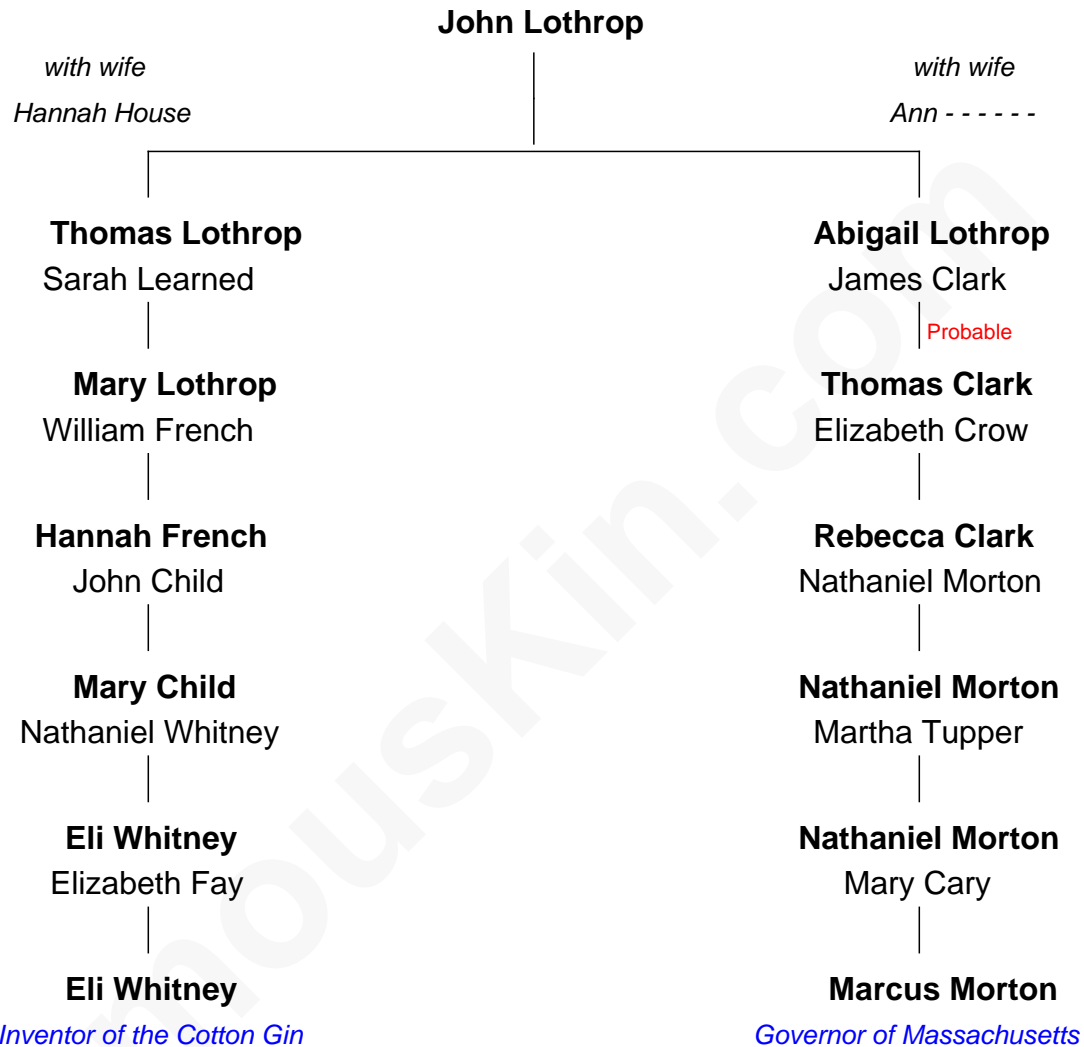 John Lothrop
with wife
Hannah House
with wife
Ann - - - - - -
Thomas Lothrop
Sarah Learned
Abigail Lothrop
James Clark
Probable
Mary Lothrop
William French
Thomas Clark
Elizabeth Crow
Hannah French
John Child
Rebecca Clark
Nathaniel Morton
Mary Child
Nathaniel Whitney
Nathaniel Morton
Martha Tupper
Eli Whitney
Elizabeth Fay
Nathaniel Morton
Mary Cary
Eli Whitney
Inventor of the Cotton Gin
Marcus Morton
Governor of Massachusetts
mousKin.com